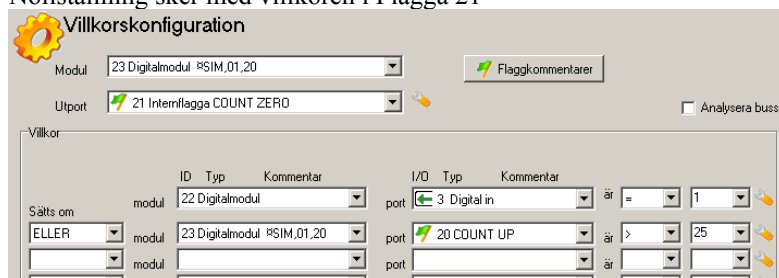 Nollställning sker med villkoren i Flagga 21
Villkorskonfiguration
Modul 23 Digitalmodul ¤SIM,01,20 Flaggkommentarer
Utport 21 Internflagga COUNT ZERO Analysera buss
Villkor
ID Typ Kommentar I/O Typ Kommentar
Sätts om modul 22 Digitalmodul port 3 Digital in är = 1
ELLER modul 23 Digitalmodul ¤SIM,01,20 port 20 COUNT UP är > 25
modul port är